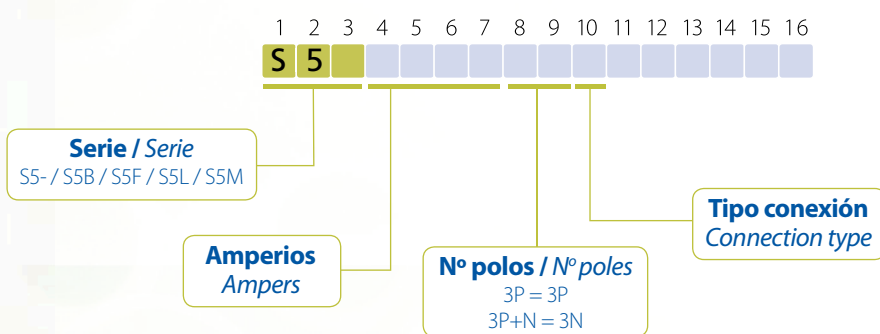 1 2 3 4 5 6 7 8 9 10 11 12 13 14 15 16
S 5
Serie / Serie
S5- / S5B / S5F / S5L / S5M
Amperios
Ampers
Nº polos / Nº poles
3P = 3P
3P+N = 3N
Tipo conexión
Connection type